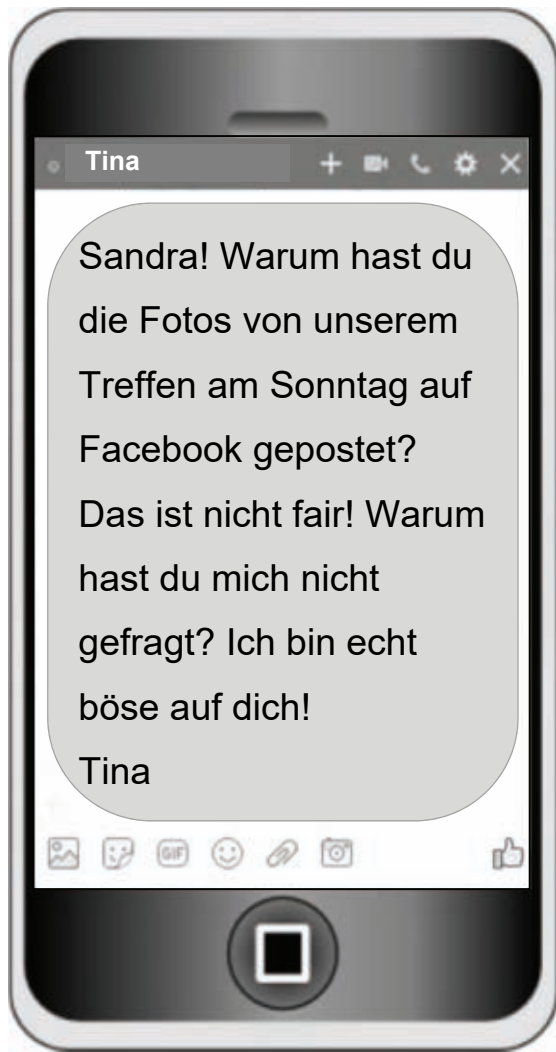 Tina
Sandra! Warum hast du
die Fotos von unserem
Treffen am Sonntag auf
Facebook gepostet?
Das ist nicht fair! Warum
hast du mich nicht
gefragt? Ich bin echt
böse auf dich!
Tina
GIF